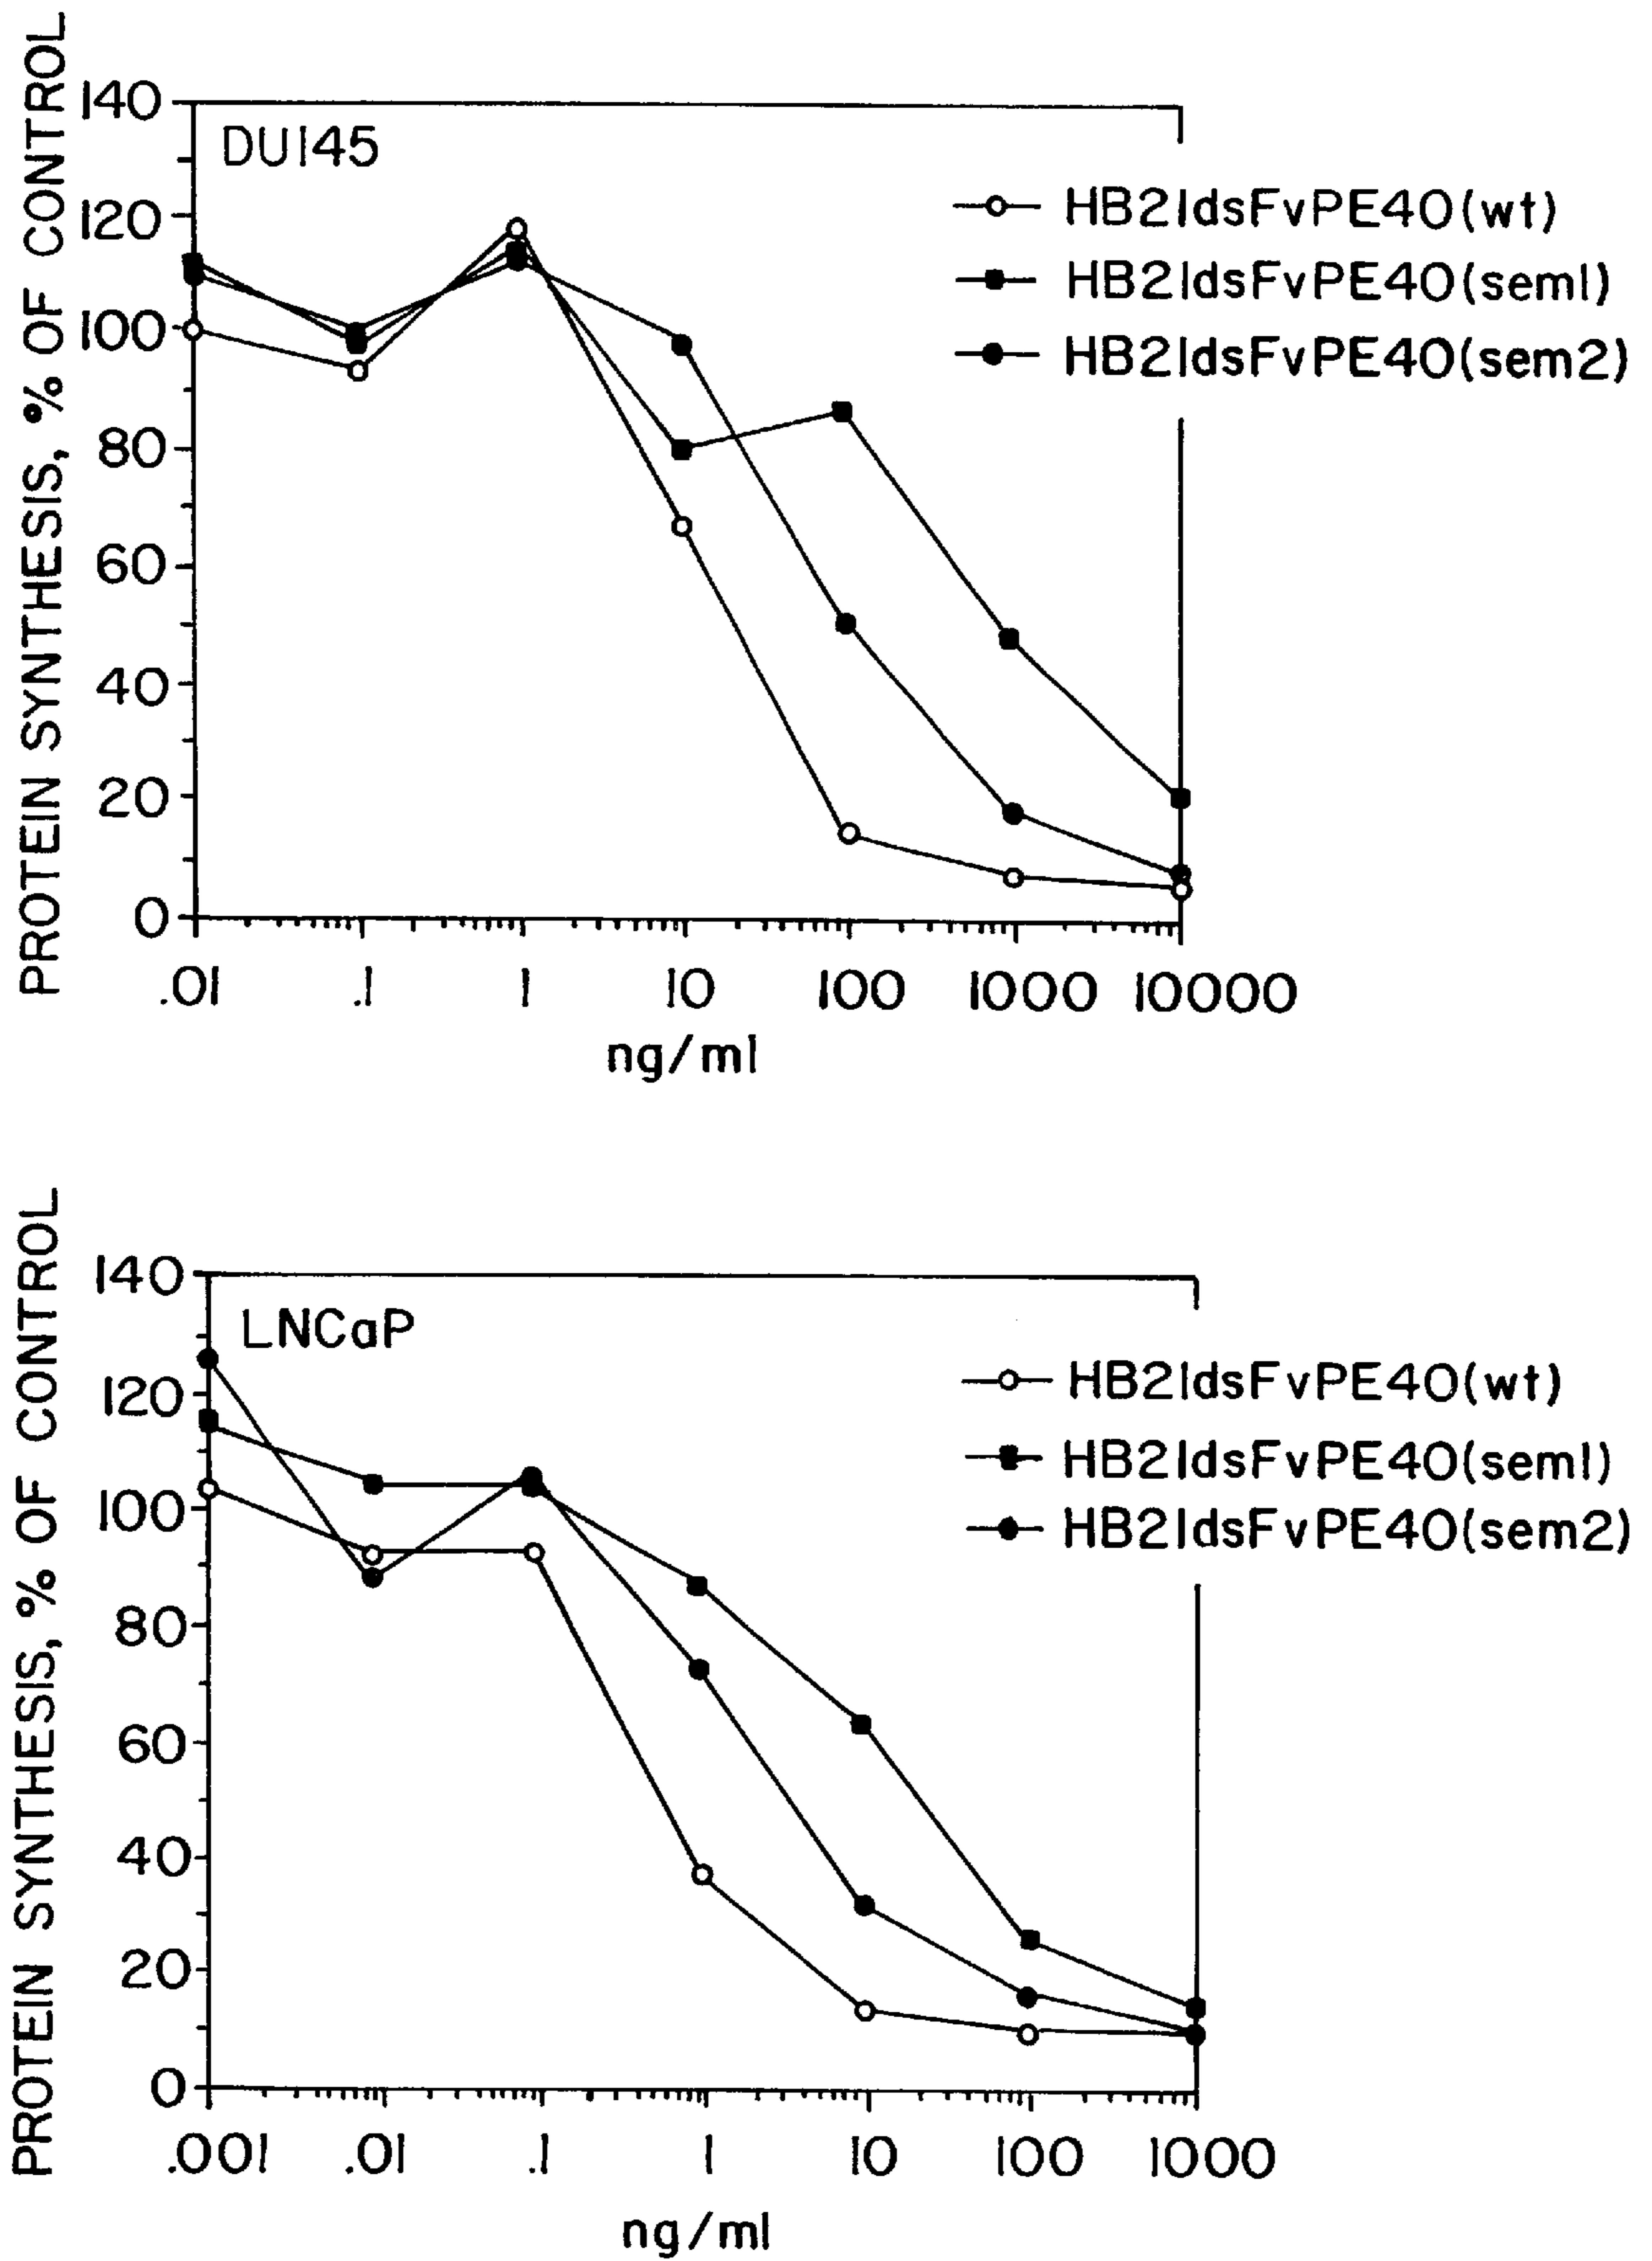 PROTEIN SYNTHESIS, % OF CONTROL
140
120
100
80
60
40
20
0
DU145
HB21dsFvPE40(wt)
HB21dsFvPE40(sem1)
HB21dsFvPE40(sem2)
.01 .1 1 10 100 1000 10000
ng/ml
PROTEIN SYNTHESIS, % OF CONTROL
140
120
100
80
60
40
20
0
LNCaP
HB21dsFvPE40(wt)
HB21dsFvPE40(sem1)
HB21dsFvPE40(sem2)
.001 .01 .1 1 10 100 1000
ng/ml